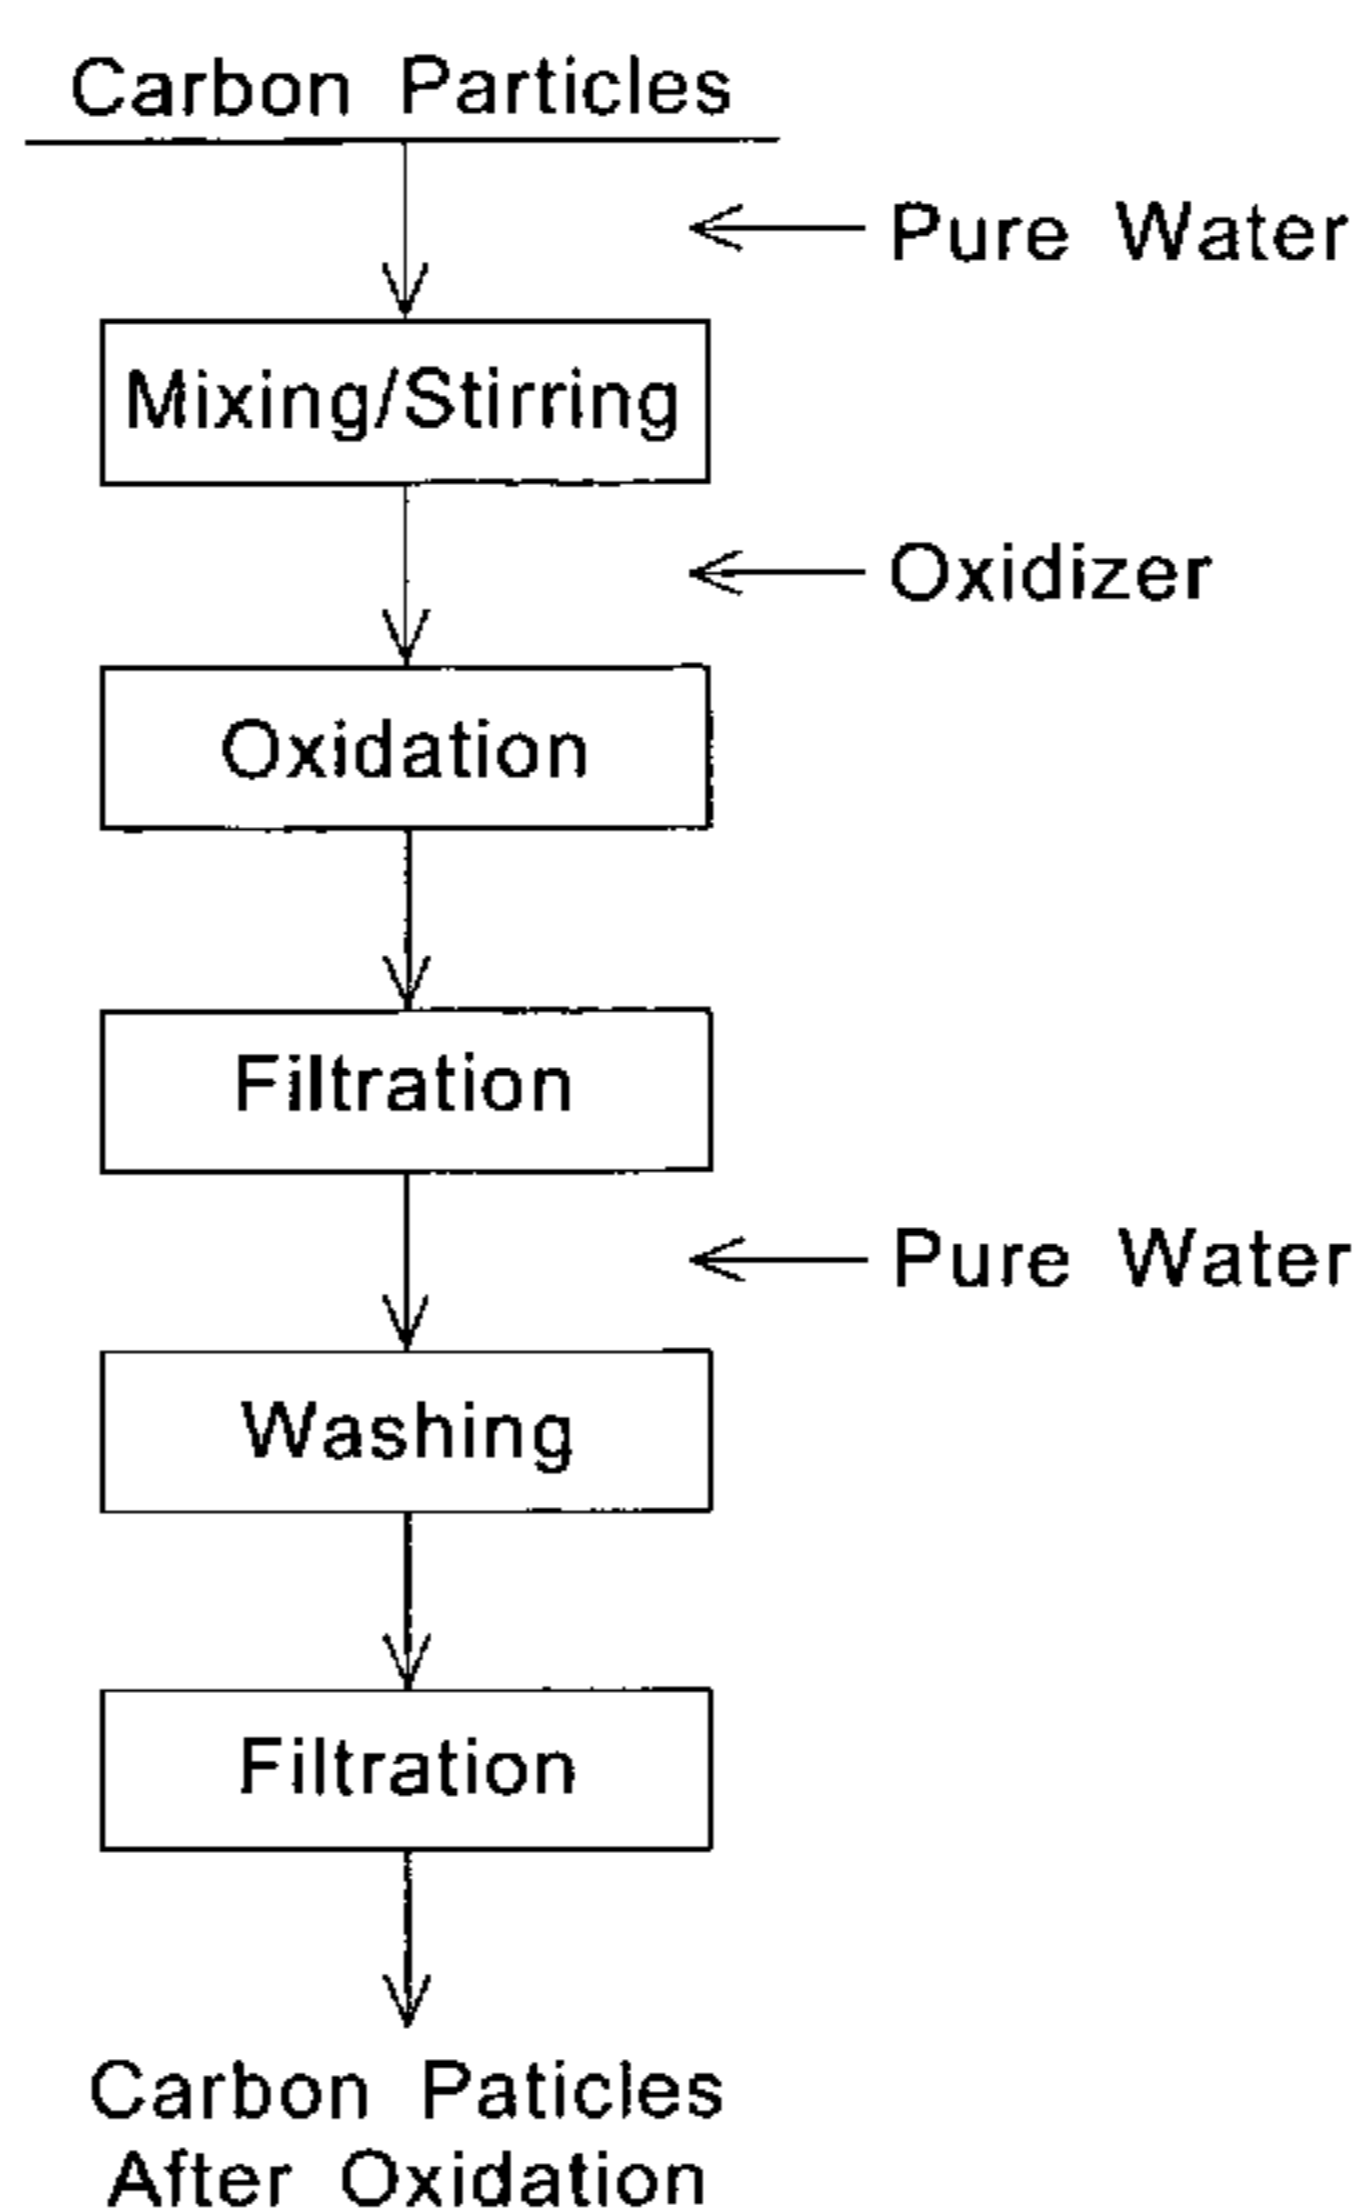 Carbon Particles
Pure Water
Mixing/Stirring
Oxidizer
Oxidation
Filtration
Pure Water
Washing
Filtration
Carbon Paticles
After Oxidation